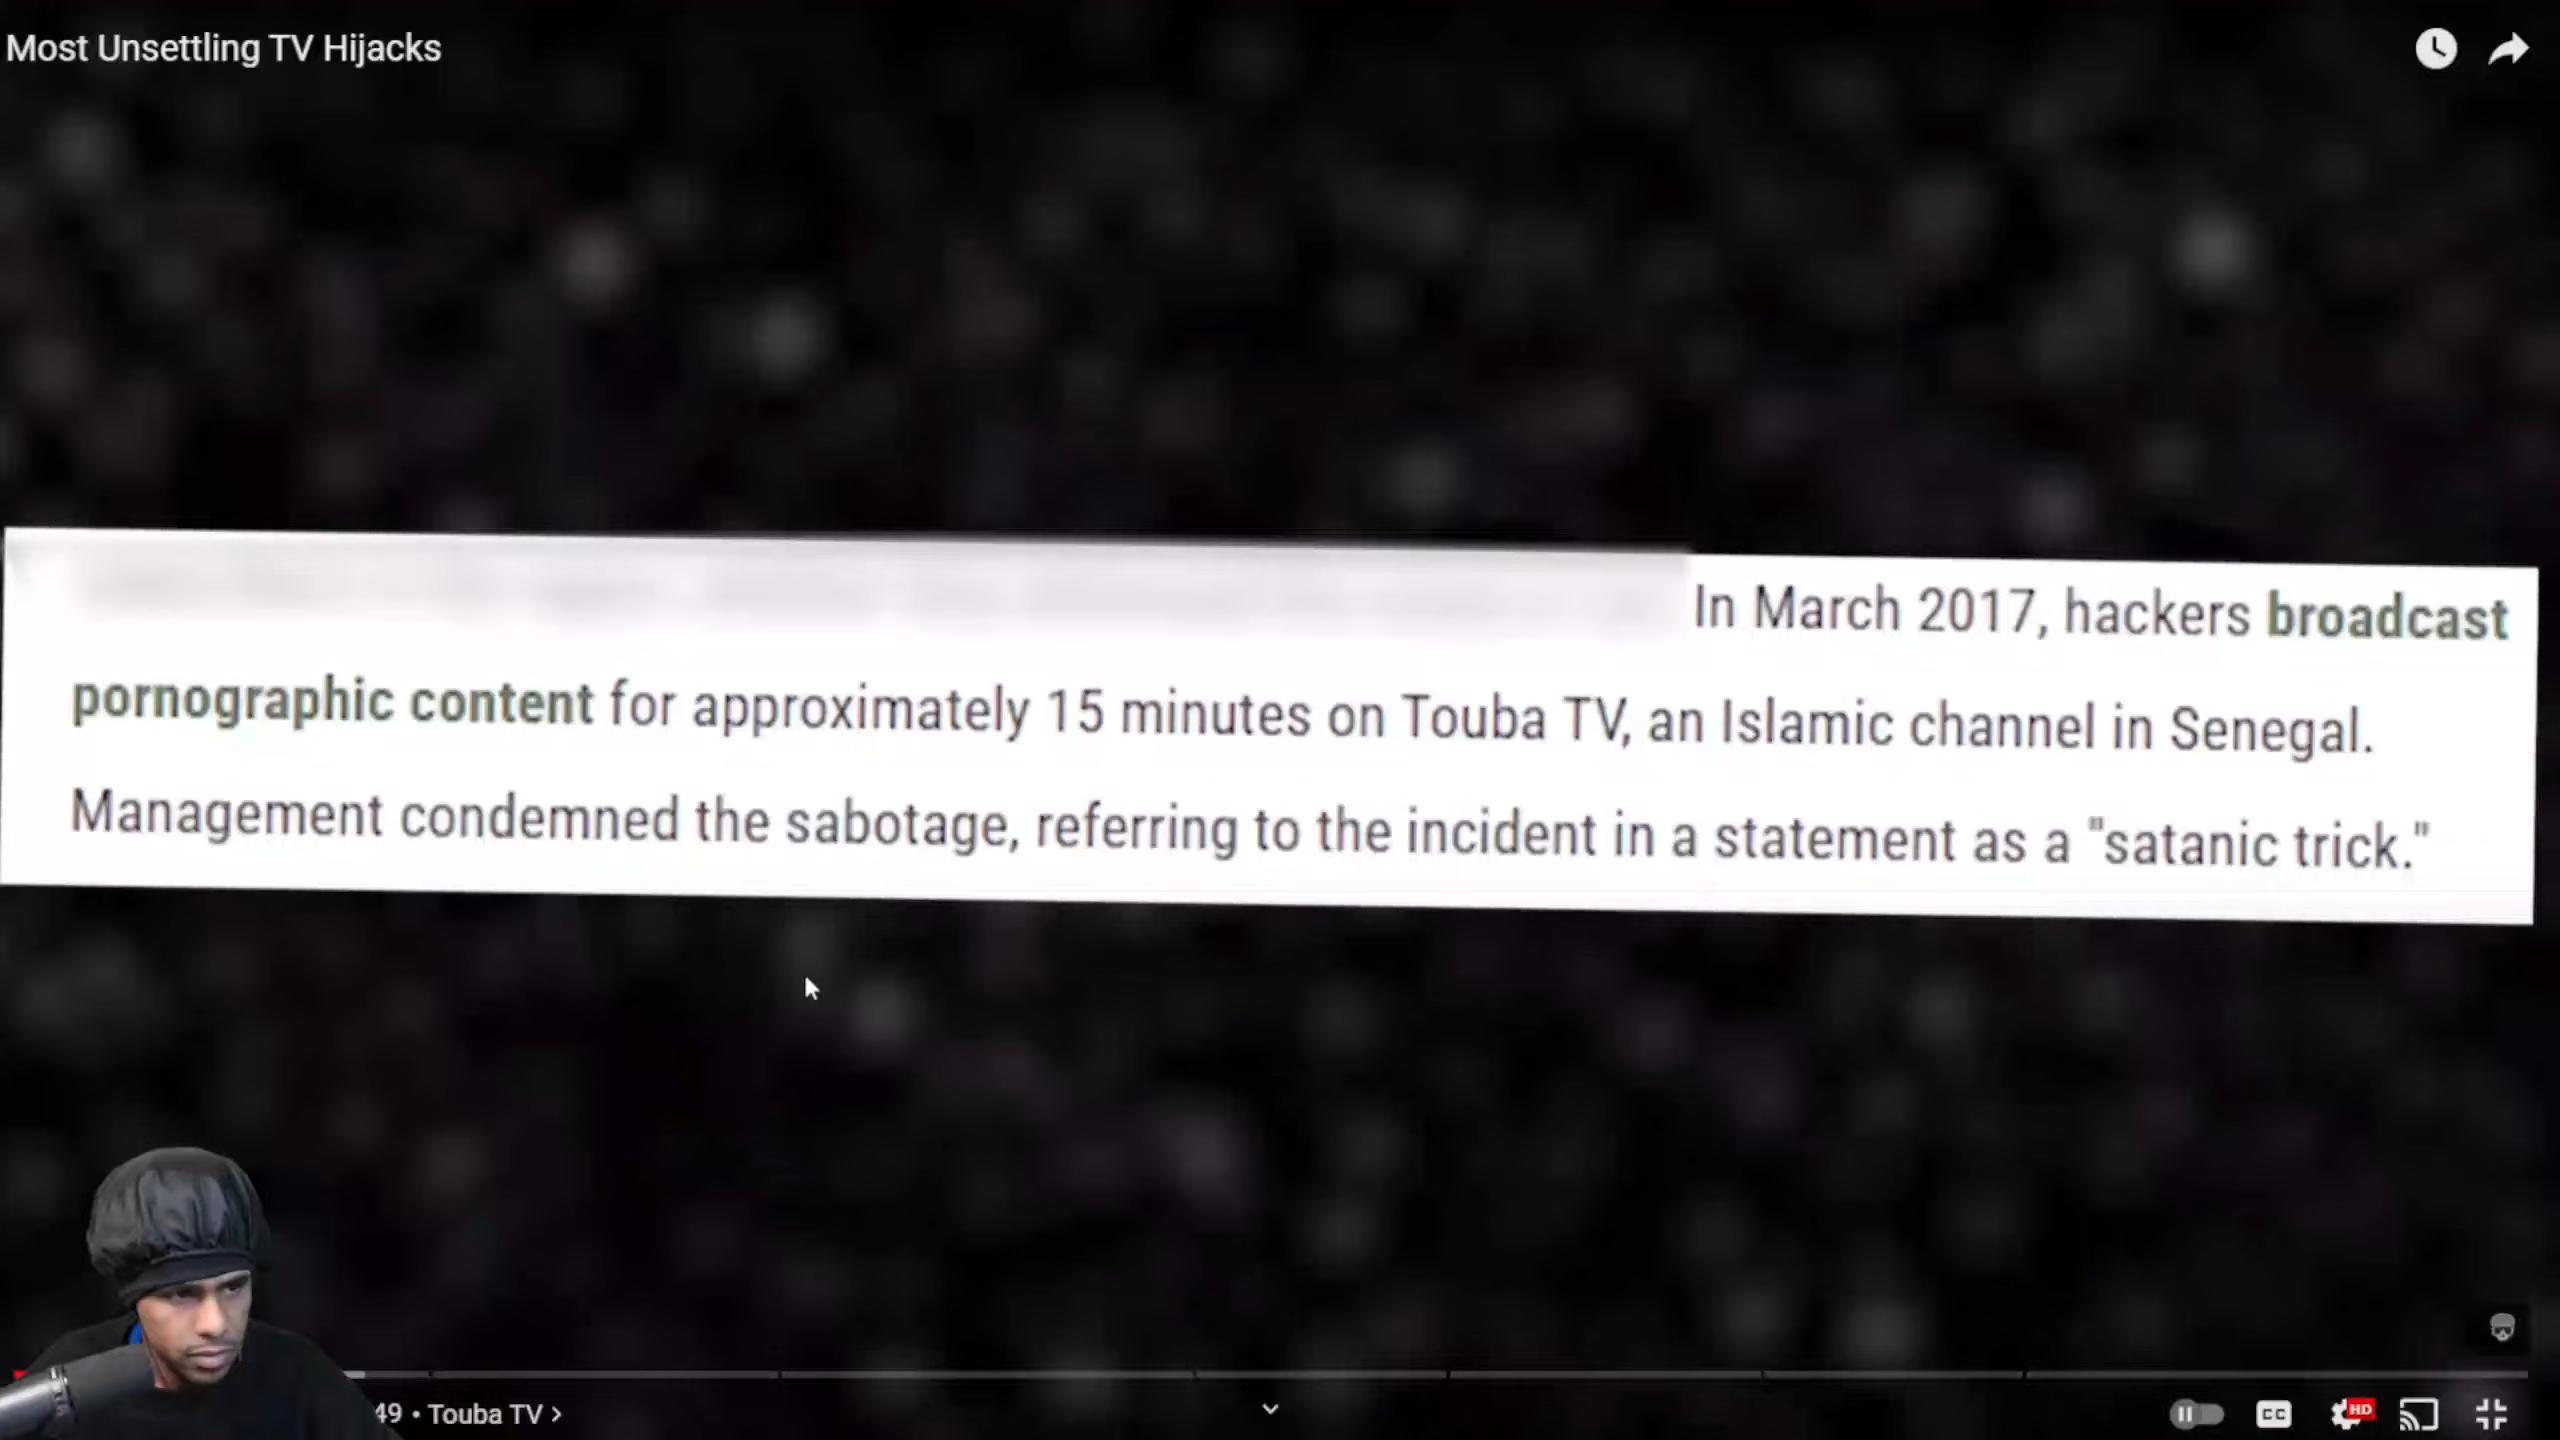 Most Unsettling TV Hijacks
In March 2017, hackers broadcast
pornographic content for approximately 15 minutes on Touba TV, an Islamic channel in Senegal.
Management condemned the sabotage, referring to the incident in a statement as a "satanic trick."
49 • Touba TV >
CC
HD